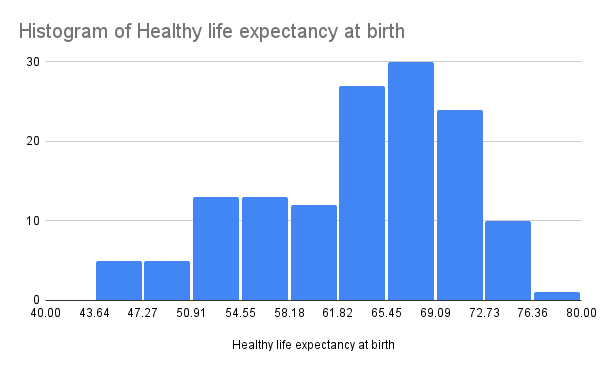 Histogram of Healthy life expectancy at birth
30
20
10
0
40.00 43.64 47.27 50.91 54.55 58.18 61.82 65.45 69.09 72.73 76.36 80.00
Healthy life expectancy at birth